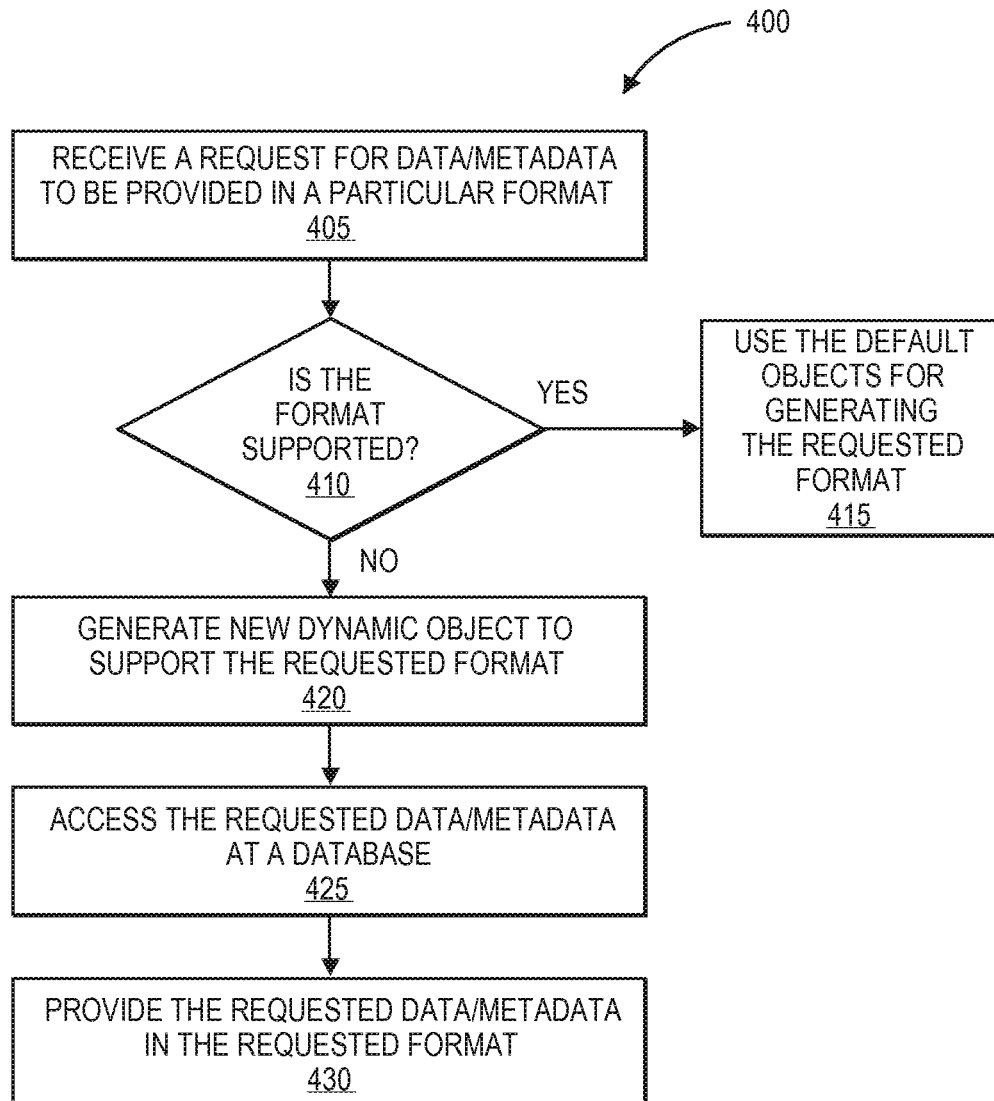 400
RECEIVE A REQUEST FOR DATA/METADATA
TO BE PROVIDED IN A PARTICULAR FORMAT
405
IS THE
FORMAT
SUPPORTED?
410
YES
USE THE DEFAULT
OBJECTS FOR
GENERATING
THE REQUESTED
FORMAT
415
NO
GENERATE NEW DYNAMIC OBJECT TO
SUPPORT THE REQUESTED FORMAT
420
ACCESS THE REQUESTED DATA/METADATA
AT A DATABASE
425
PROVIDE THE REQUESTED DATA/METADATA
IN THE REQUESTED FORMAT
430